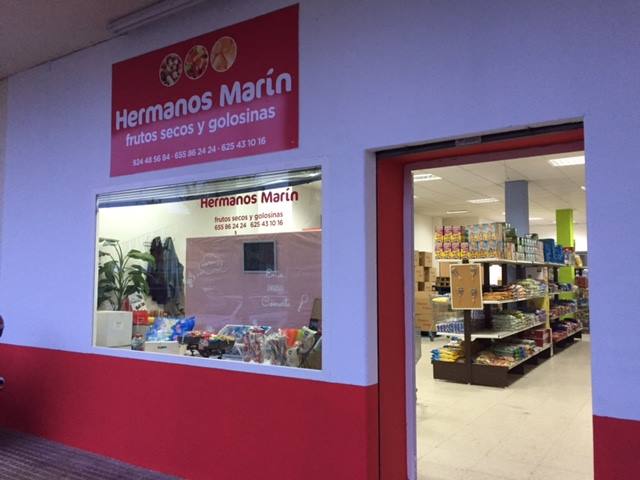 Hermanos Marín
frutos secos y golosinas
924 48 56 84 - 655 86 24 24 - 625 43 10 16
Hermanos Marín
frutos secos y golosinas
655 86 24 24 625 43 10 16